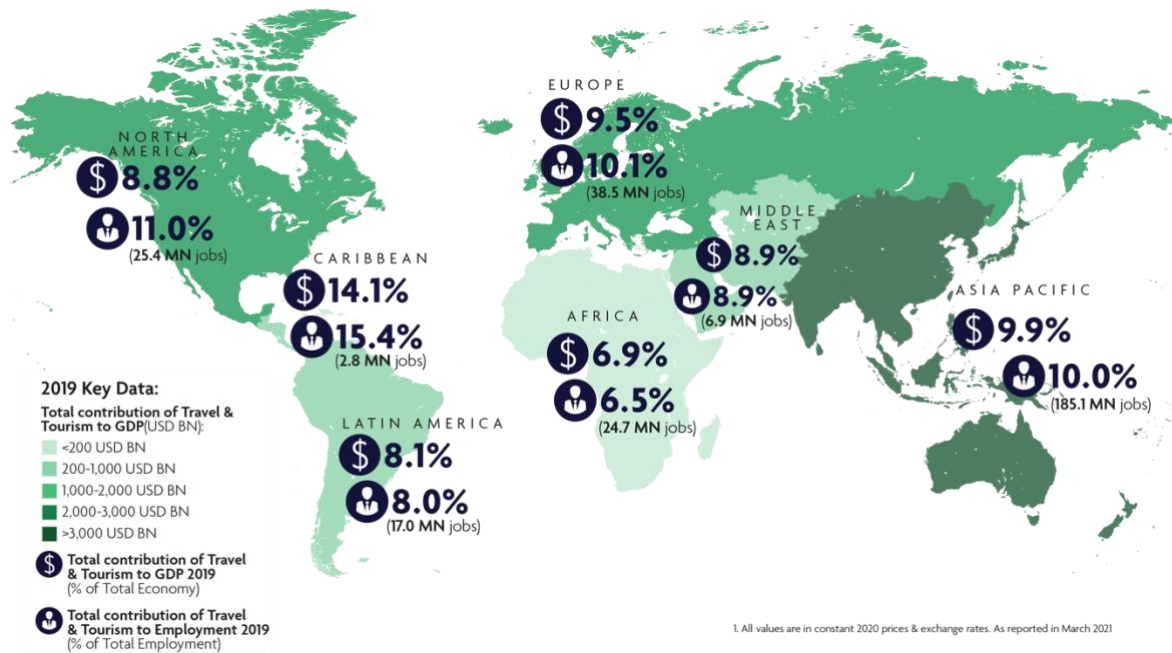 NORTH
AMERICA
8.8%
11.0%
(25.4 MN jobs)
CARIBBEAN
14.1%
15.4%
(2.8 MN jobs)
LATIN AMERICA
8.1%
8.0%
(17.0 MN jobs)
EUROPE
9.5%
10.1%
(38.5 MN jobs)
MIDDLE
EAST
8.9%
8.9%
(6.9 MN jobs)
AFRICA
6.9%
6.5%
(24.7 MN jobs)
ASIA PACIFIC
9.9%
10.0%
(185.1 MN jobs)
2019 Key Data:
Total contribution of Travel &
Tourism to GDP(USD BN):
<200 USD BN
200-1,000 USD BN
1,000-2,000 USD BN
2,000-3,000 USD BN
>3,000 USD BN
$ Total contribution of Travel
& Tourism to GDP 2019
(% of Total Economy)
Total contribution of Travel
& Tourism to Employment 2019
(% of Total Employment)
1. All values are in constant 2020 prices & exchange rates. As reported in March 2021